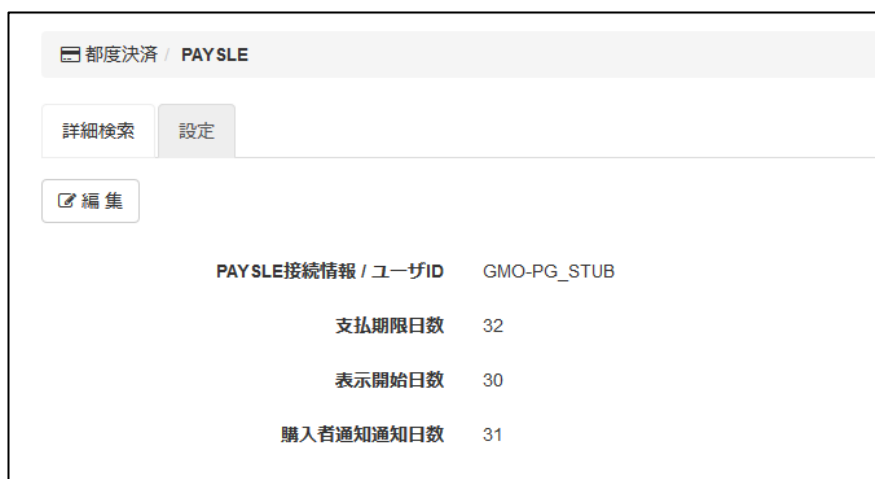 都度決済 / PAYSLE
詳細検索 設定
編 集
PAYSLE接続情報 / ユーザID GMO-PG_STUB
支払期限日数 32
表示開始日数 30
購入者通知通知日数 31